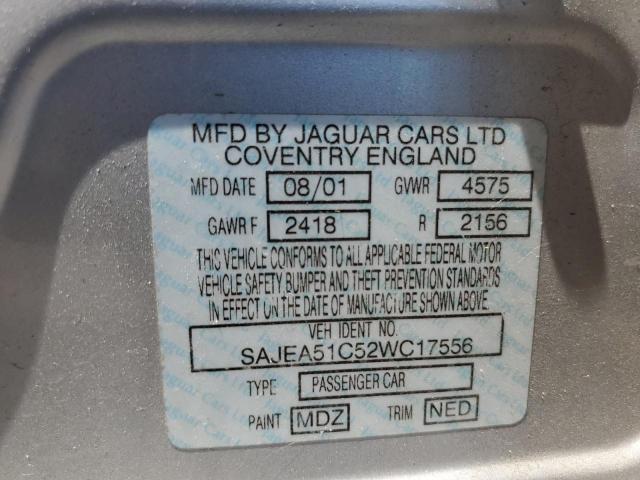 MFD BY JAGUAR CARS LTD
COVENTRY ENGLAND
MFD DATE 08/01 GVWR 4575
GAWR F 2418 R 2156
THIS VEHICLE CONFORMS TO ALL APPLICABLE FEDERAL MOTOR
VEHICLE SAFETY, BUMPER AND THEFT PREVENTION STANDARDS
IN EFFECT ON THE DATE OF MANUFACTURE SHOWN ABOVE.
VEH IDENT NO.
SAJEA51C52WC17556
TYPE PASSENGER CAR
PAINT MDZ TRIM NED